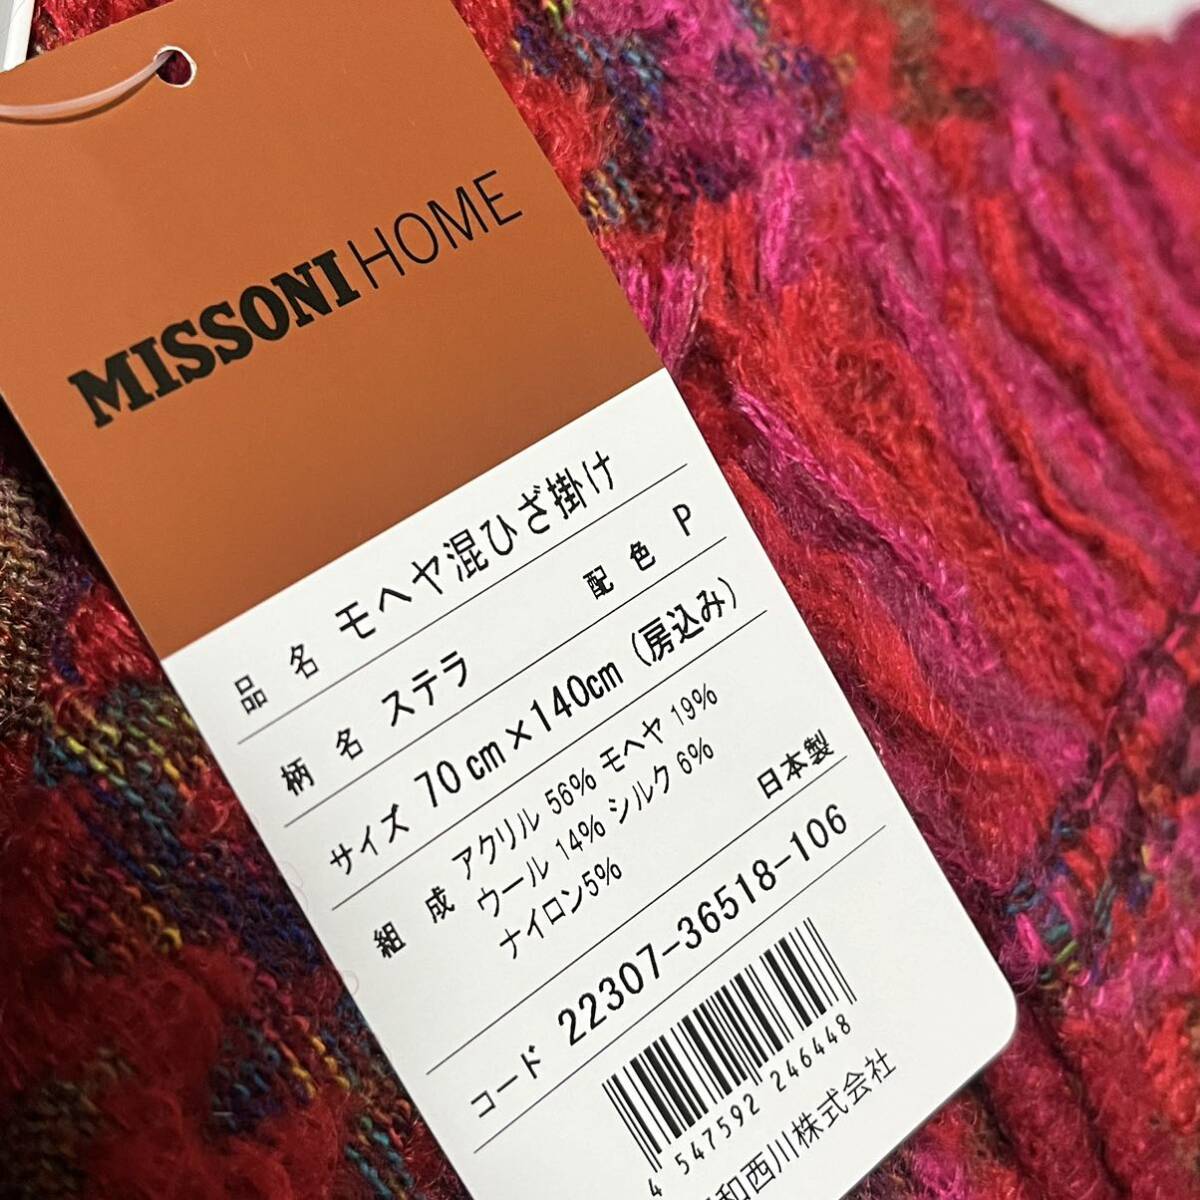 MISSONI HOME
品名 モヘヤ混ひざ掛け
柄名 ステラ 配色 P
サイズ 70cm×140cm(房込み)
組成 アクリル 56% モヘヤ 19%
ウール 14% シルク 6%
ナイロン5%
日本製
コード 22307-36518-106
4 547592 246448
和西川株式会社